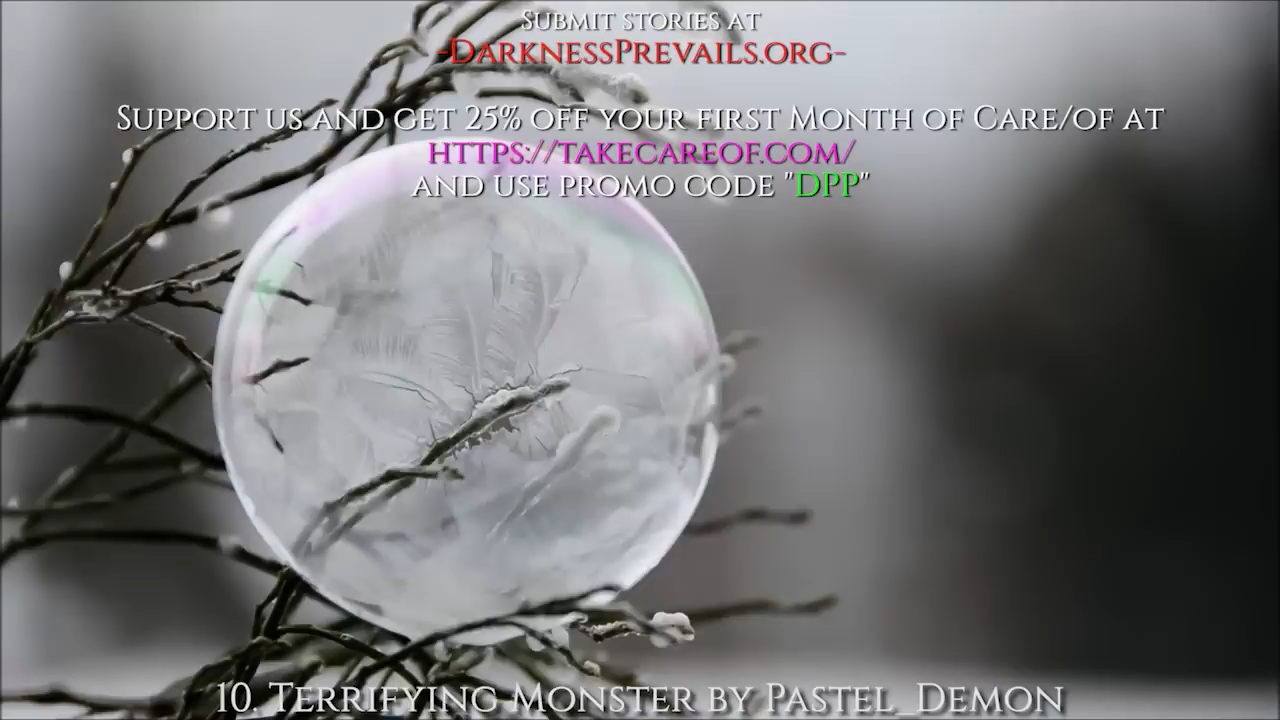 Submit stories at
-DarknessPrevails.org-
Support us and get 25% off your first Month of Care/of at
https://takecareof.com/
and use promo code "DPP"
10. Terrifying Monster by Pastel_Demon